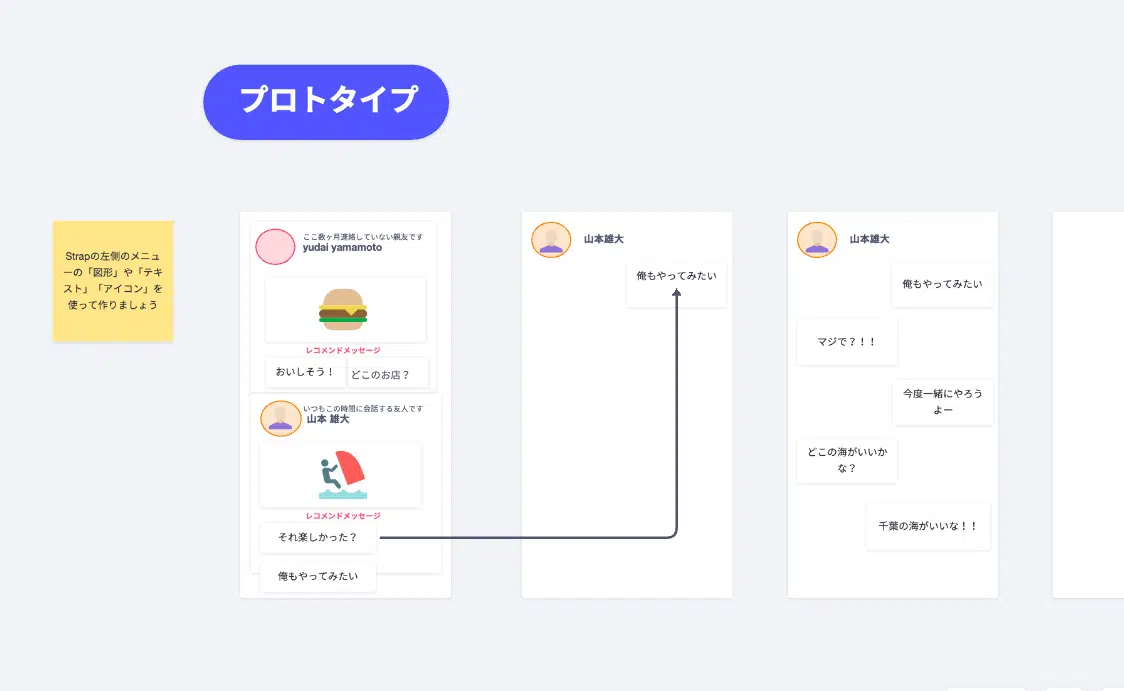 プロトタイプ
Strapの左側のメニュ
ーの「図形」や「テキ
スト」「アイコン」を
使って作りましょう
ここ数ヶ月連絡していない親友です
yudai yamamoto
レコメンドメッセージ
おいしそう！
どこのお店？
いつもこの時間に会話する友人です
山本 雄大
レコメンドメッセージ
それ楽しかった？
俺もやってみたい
山本雄大
俺もやってみたい
山本雄大
俺もやってみたい
マジで？！！
今度一緒にやろう
よー
どこの海がいいか
な？
千葉の海がいいな！！